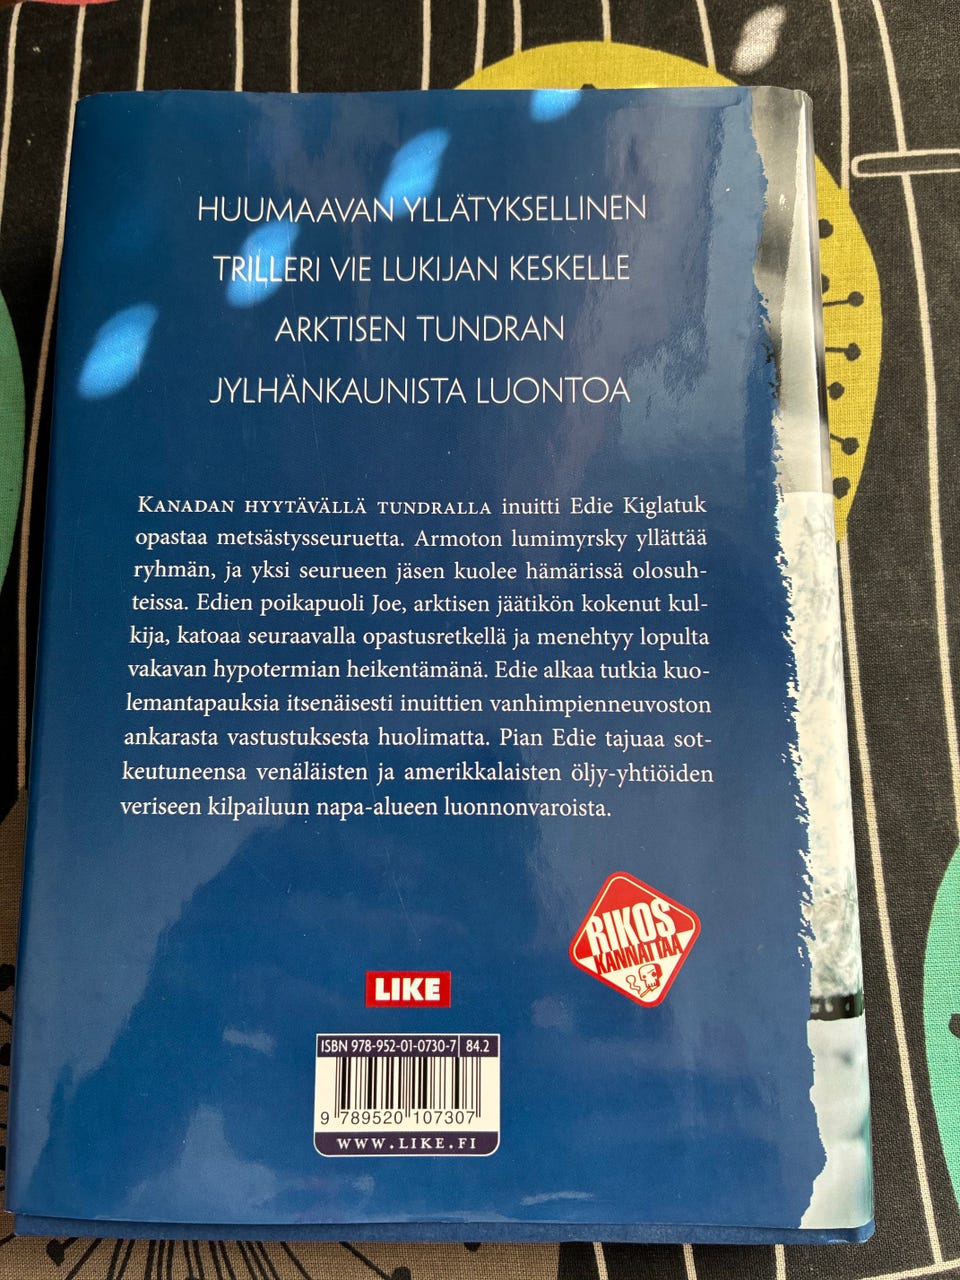 HUUMAAVAN YLLÄTYKSELLINEN
TRILLERI VIE LUKIJAN KESKELLE
ARKTISEN TUNDRAN
JYLHÄNKAUNISTA LUONTOA
KANADAN HYYTÄVÄLLÄ TUNDRALLA inuitti Edie Kiglatuk
opastaa metsästysseuruetta. Armoton lumimyrsky yllättää
ryhmän, ja yksi seurueen jäsen kuolee hämärissä olosuh-
teissa. Edien poikapuoli Joe, arktisen jäätikön kokenut kul-
kija, katoaa seuraavalla opastusretkellä ja menehtyy lopulta
vakavan hypotermian heikentämänä. Edie alkaa tutkia kuo-
lemantapauksia itsenäisesti inuittien vanhimpienneuvoston
ankarasta vastustuksesta huolimatta. Pian Edie tajuaa sot-
keutuneensa venäläisten ja amerikkalaisten öljy-yhtiöiden
veriseen kilpailuun napa-alueen luonnonvaroista.
RIKOS
KANNATTAA
LIKE
ISBN 978-952-01-0730-7 84.2
9 789520 107307
WWW.LIKE.FI